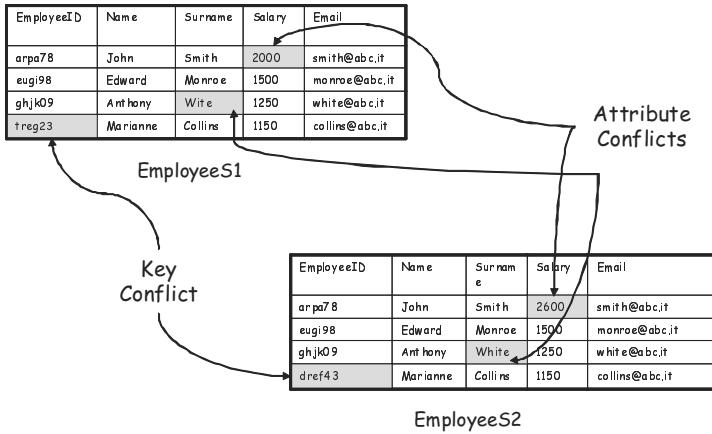 EmployeeID Name Surname Salary Email
arpa78 John Smith 2000 smith@abc.it
eugi98 Edward Monroe 1500 monroe@abc.it
ghjk09 Anthony Wite 1250 white@abc.it
treg23 Marianne Collins 1150 collins@abc.it
EmployeeS1
Attribute
Conflicts
Key
Conflict
EmployeeID Name Surnam Salary Email
e
arpa78 John Smith 2600 smith@abc.it
eugi98 Edward Monroe 1500 monroe@abc.it
ghjk09 Anthony White 1250 white@abc.it
dref43 Marianne Collins 1150 collins@abc.it
EmployeeS2